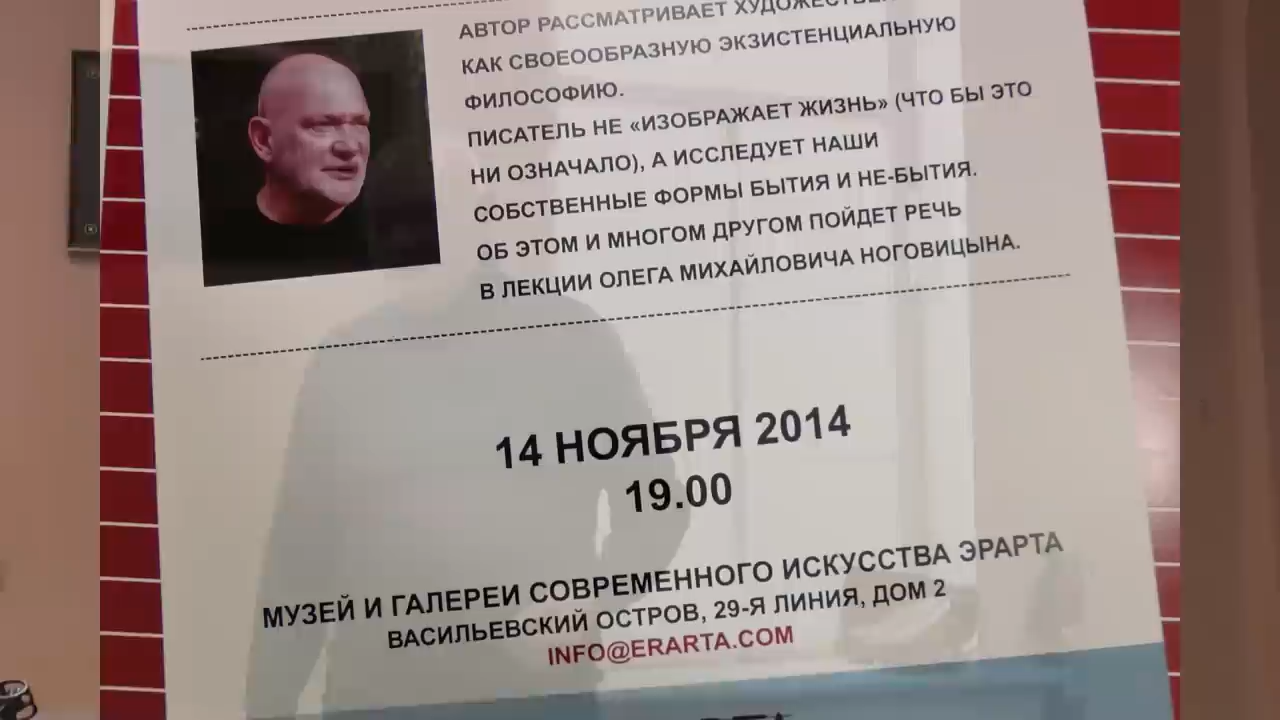 АВТОР РАССМАТРИВАЕТ
КАК СВОЕООБРАЗНУЮ ЭКЗИСТЕНЦИАЛЬНУЮ
ФИЛОСОФИЮ.
ПИСАТЕЛЬ НЕ «ИЗОБРАЖАЕТ ЖИЗНЬ» (ЧТО БЫ ЭТО
НИ ОЗНАЧАЛО), А ИССЛЕДУЕТ НАШИ
СОБСТВЕННЫЕ ФОРМЫ БЫТИЯ И НЕ-БЫТИЯ.
ОБ ЭТОМ И МНОГОМ ДРУГОМ ПОЙДЕТ РЕЧЬ
В ЛЕКЦИИ ОЛЕГА МИХАЙЛОВИЧА НОГОВИЦЫНА.
14 НОЯБРЯ 2014
19.00
МУЗЕЙ И ГАЛЕРЕИ СОВРЕМЕННОГО ИСКУССТВА ЭРАРТА
ВАСИЛЬЕВСКИЙ ОСТРОВ, 29-Я ЛИНИЯ, ДОМ 2
INFO@ERARTA.COM